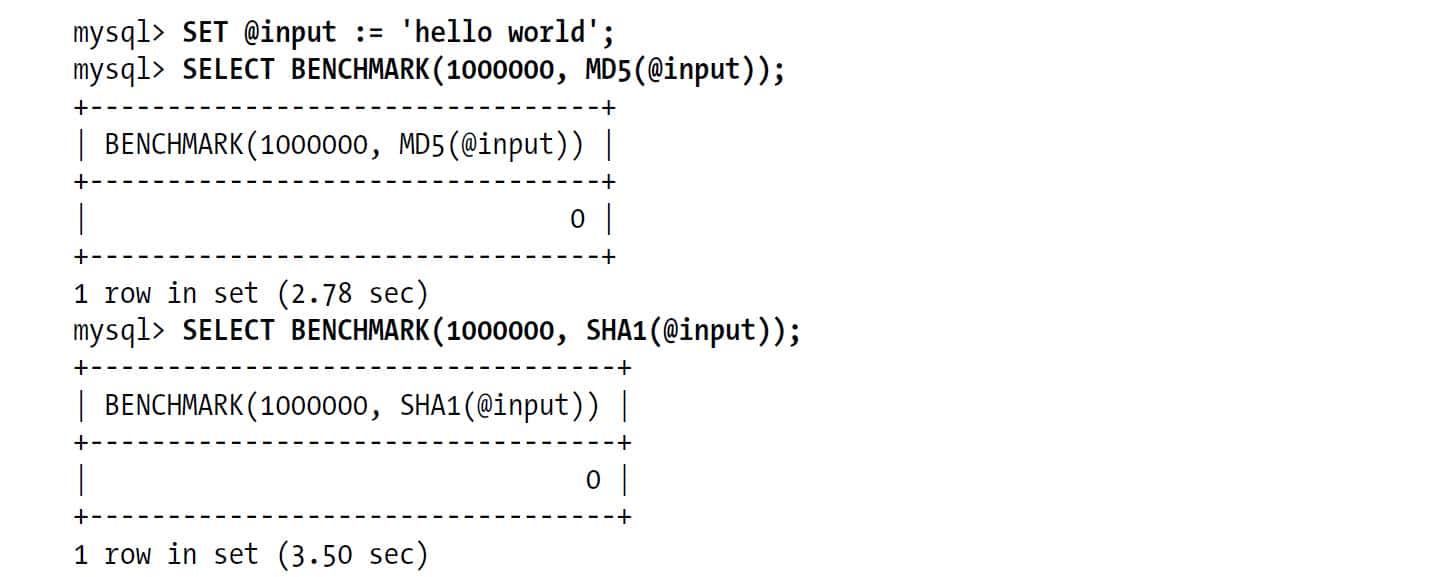 mysql> SET @input := 'hello world';
mysql> SELECT BENCHMARK(1000000, MD5(@input));
+---------------------------------+
| BENCHMARK(1000000, MD5(@input)) |
+---------------------------------+
|                               0 |
+---------------------------------+
1 row in set (2.78 sec)
mysql> SELECT BENCHMARK(1000000, SHA1(@input));
+----------------------------------+
| BENCHMARK(1000000, SHA1(@input)) |
+----------------------------------+
|                                0 |
+----------------------------------+
1 row in set (3.50 sec)